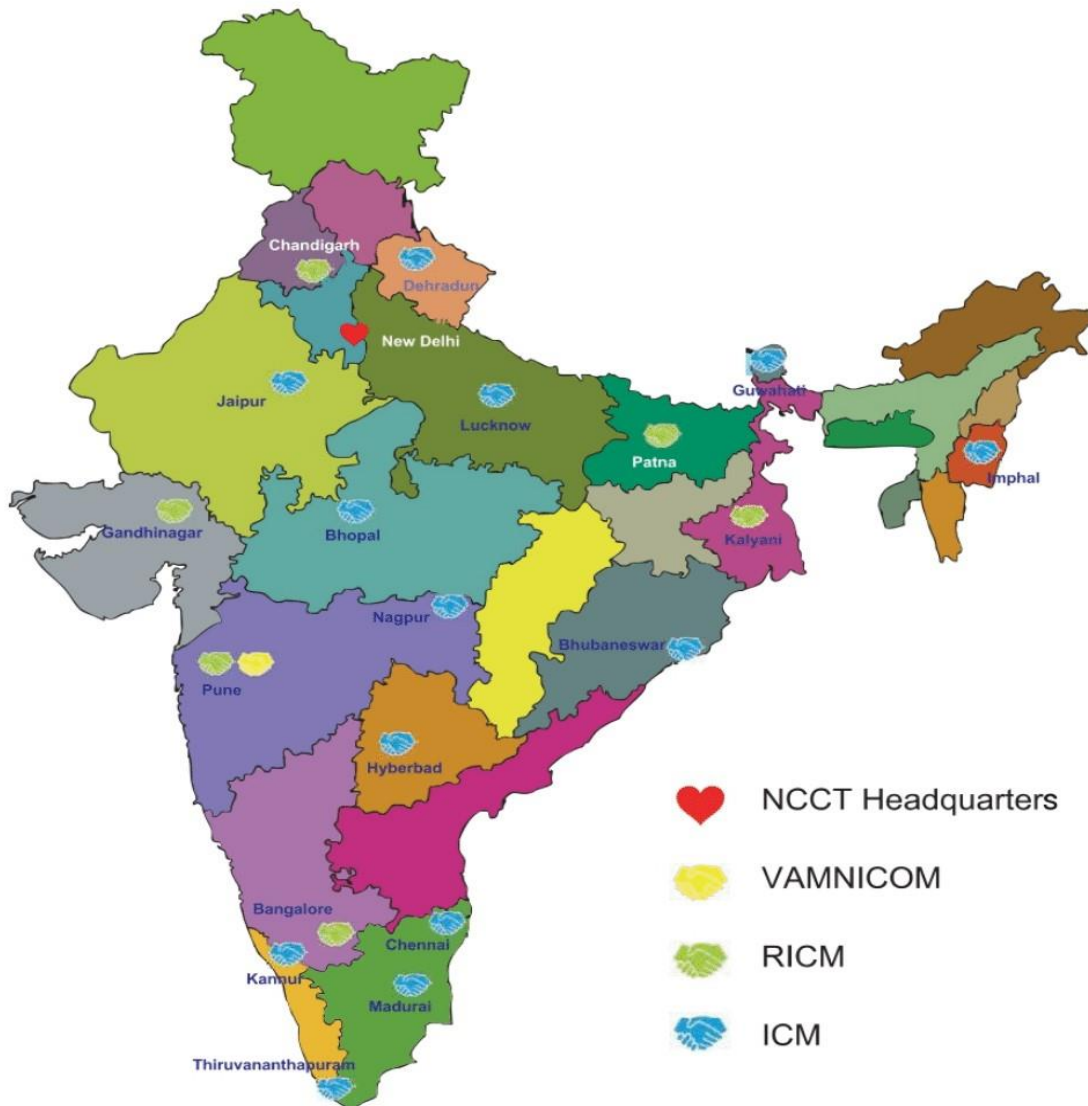 Chandigarh
Dehradun
New Delhi
Jaipur
Lucknow
Guwahati
Patna
Imphal
Gandhinagar
Bhopal
Kalyani
Nagpur
Bhubaneswar
Pune
Hyberbad
NCCT Headquarters
VAMNICOM
Bangalore
Chennai
RICM
Kannur
Madurai
ICM
Thiruvananthapuram